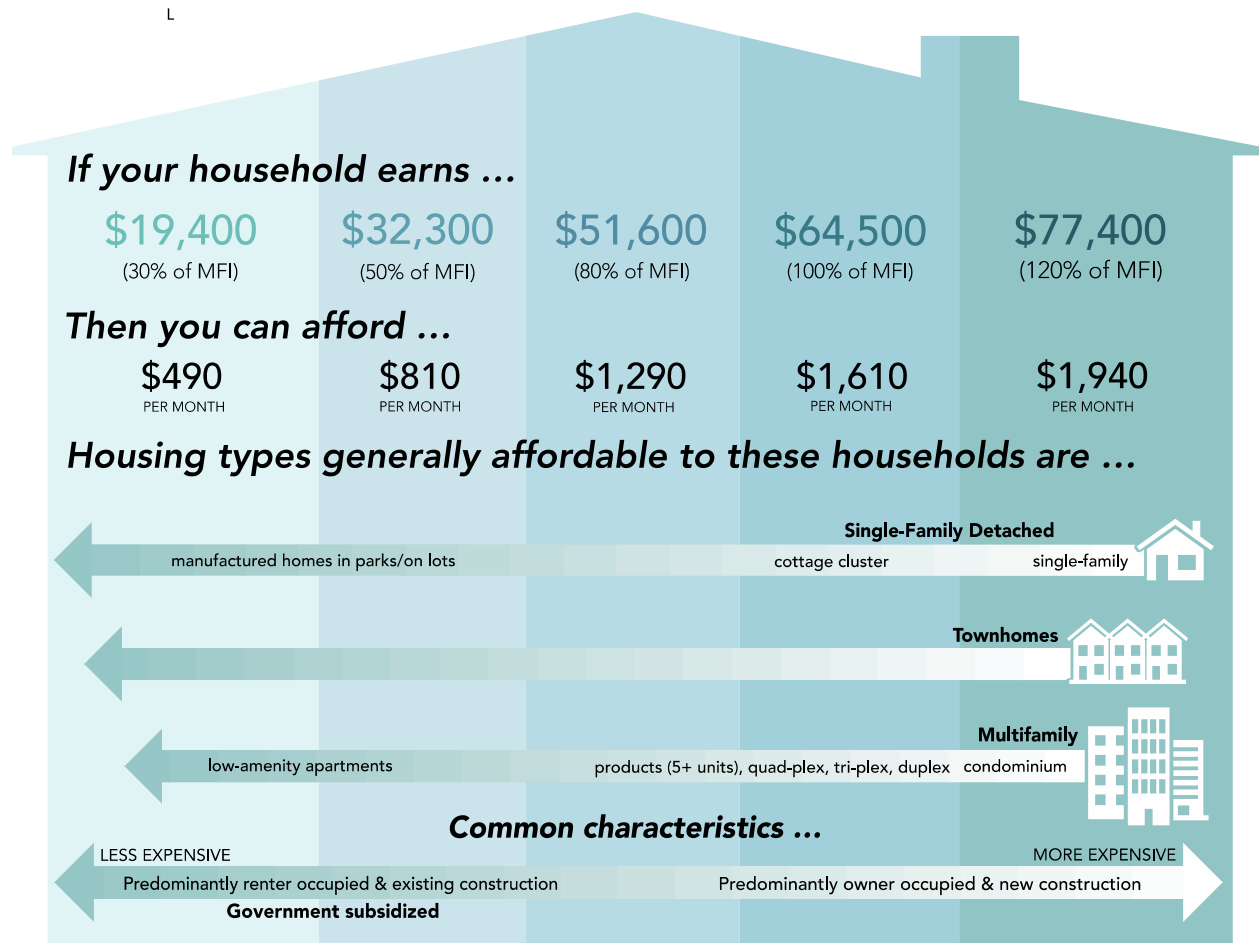 L
If your household earns ...
$19,400 $32,300 $51,600 $64,500 $77,400
(30% of MFI) (50% of MFI) (80% of MFI) (100% of MFI) (120% of MFI)
Then you can afford ...
$490 $810 $1,290 $1,610 $1,940
PER MONTH PER MONTH PER MONTH PER MONTH PER MONTH
Housing types generally affordable to these households are ...
Single-Family Detached
manufactured homes in parks/on lots cottage cluster single-family
Townhomes
Multifamily
low-amenity apartments products (5+ units), quad-plex, tri-plex, duplex condominium
Common characteristics ...
LESS EXPENSIVE MORE EXPENSIVE
Predominantly renter occupied & existing construction Predominantly owner occupied & new construction
Government subsidized